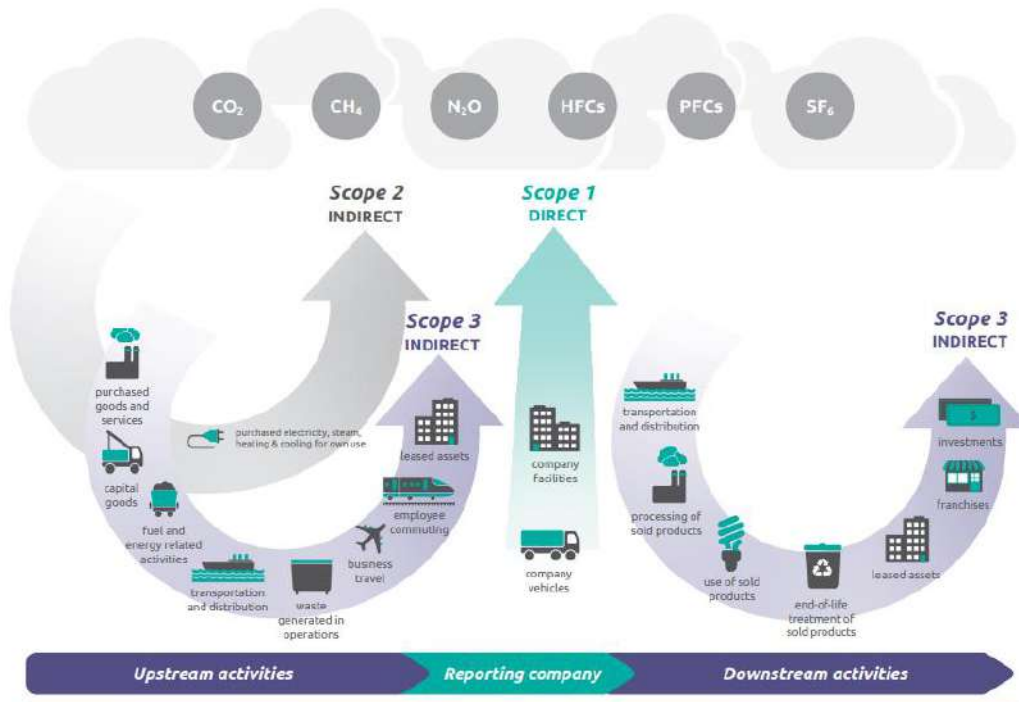 CO₂
CH₄
N₂O
HFCs
PFCs
SF₆
Scope 2
INDIRECT
Scope 1
DIRECT
Scope 3
INDIRECT
Scope 3
INDIRECT
purchased
goods and
services
capital
goods
fuel and
energy related
activities
purchased electricity, steam,
heating & cooling for own use
transportation
and distribution
waste
generated in
operations
business
travel
employee
commuting
leased assets
company
facilities
company
vehicles
transportation
and distribution
processing of
sold products
use of sold
products
end-of-life
treatment of
sold products
leased assets
franchises
investments
$
Upstream activities
Reporting company
Downstream activities